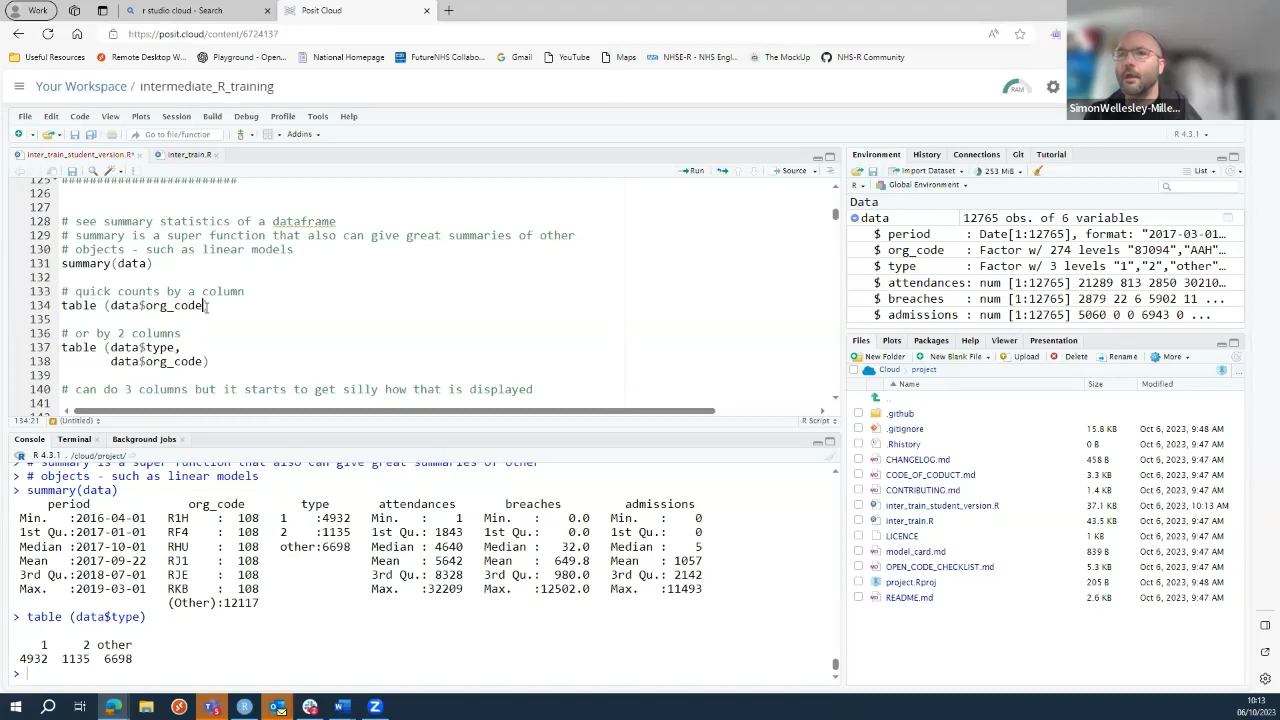 Work
r studio cloud - Search
Posit Cloud
https://posit.cloud/content/6724137
Useful Resources
Remote Desktop W...
Playground - Open...
National Homepage
FutureNHS Collabo...
Gmail
YouTube
Maps
NHSE-R - NHS Engl...
The MockUp
NHS-R Community
Your Workspace / intermediate_R_training
RAM
SimonWellesley-Mille...
File Edit Code View Plots Session Build Debug Profile Tools Help
Go to file/function
Addins
R 4.3.1
inter_train_student_version.R*
inter_train.R
Run
Source
125 #########################
126
127
128 # see summary statistics of a dataframe
129 # summary is a super function that also can give great summaries of other
130 # objects - such as linear models
131 summary(data)
132
133 # quick counts by a column
134 table (data$org_code
135
136 # or by 2 columns
137 table (data$type,
138 data$org_code)
139
140 # can do 3 columns but it starts to get silly how that is displayed
141
134:21 (Untitled)
R Script
Console Terminal Background Jobs
R 4.3.1 . /cloud/project/
> # summary is a super function that also can give great summaries of other
> # objects - such as linear models
> summary(data)
period org_code type attendances breaches admissions
Min. :2016-04-01 R1H : 108 1 :4932 Min. : 1 Min. : 0.0 Min. : 0
1st Qu.:2017-01-01 RF4 : 108 2 :1135 1st Qu.: 1843 1st Qu.: 0.0 1st Qu.: 0
Median :2017-10-01 RHU : 108 other:6698 Median : 4640 Median : 32.0 Median : 5
Mean :2017-09-22 RJ1 : 108 Mean : 5642 Mean : 649.8 Mean : 1057
3rd Qu.:2018-07-01 RJE : 108 3rd Qu.: 8328 3rd Qu.: 980.0 3rd Qu.: 2142
Max. :2019-03-01 RKB : 108 Max. :32209 Max. :12502.0 Max. :11493
(Other):12117
> table (data$type)
1 2 other
4932 1135 6698
>
Environment History Connections Git Tutorial
Import Dataset
253 MiB
List
R
Global Environment
Data
data 12765 obs. of 6 variables
$ period : Date[1:12765], format: "2017-03-01...
$ org_code : Factor w/ 274 levels "8J094","AAH"
$ type : Factor w/ 3 levels "1","2","other"
$ attendances: num [1:12765] 21289 813 2850 30210...
$ breaches : num [1:12765] 2879 22 6 5902 11 ...
$ admissions : num [1:12765] 5060 0 0 6943 0 ...
Files Plots Packages Help Viewer Presentation
New Folder New Blank File Upload Delete Rename More
Cloud project
Name Size Modified
..
.github
.gitignore 15.8 KB Oct 6, 2023, 9:48 AM
.Rhistory 0 B Oct 6, 2023, 9:47 AM
CHANGELOG.md 458 B Oct 6, 2023, 9:47 AM
CODE_OF_CODUCT.md 3.3 KB Oct 6, 2023, 9:47 AM
CONTRIBUTING.md 1.4 KB Oct 6, 2023, 9:47 AM
inter_train_student_version.R 37.1 KB Oct 6, 2023, 10:13 AM
inter_train.R 43.5 KB Oct 6, 2023, 9:47 AM
LICENCE 1 KB Oct 6, 2023, 9:47 AM
model_card.md 839 B Oct 6, 2023, 9:47 AM
OPEN_CODE_CHECKLIST.md 5.3 KB Oct 6, 2023, 9:47 AM
project.Rproj 205 B Oct 6, 2023, 9:48 AM
README.md 2.6 KB Oct 6, 2023, 9:47 AM
10:13
06/10/2023